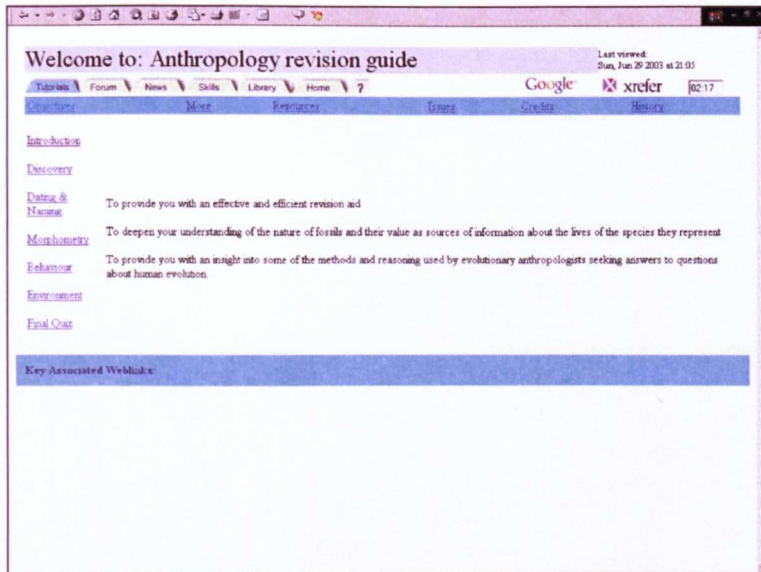 Welcome to: Anthropology revision guide
Last viewed:
Sun, Jun 29 2003 at 21:05
Tutorials Forum News Skills Library Home ?
Google xrefer 02:17
Objectives More Resources Issues Credits History
Introduction
Discovery
Dating &
Naming
To provide you with an effective and efficient revision aid
Morphometry
To deepen your understanding of the nature of fossils and their value as sources of information about the lives of the species they represent
Behaviour
To provide you with an insight into some of the methods and reasoning used by evolutionary anthropologists seeking answers to questions
about human evolution
Environment
Final Quiz
Key Associated Weblinks: